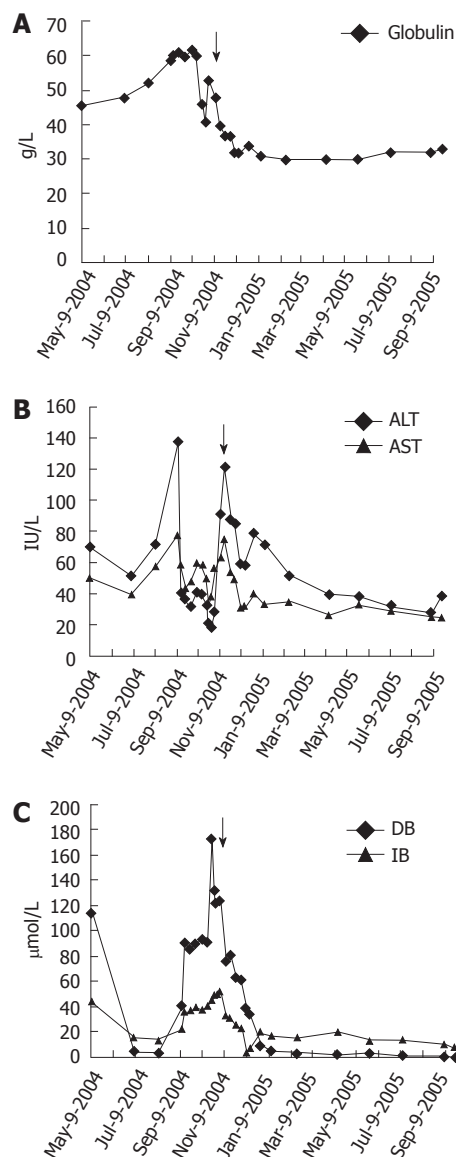 A
Globulin
g/L
70
60
50
40
30
20
10
0
May-9-2004
Jul-9-2004
Sep-9-2004
Nov-9-2004
Jan-9-2005
Mar-9-2005
May-9-2005
Jul-9-2005
Sep-9-2005
B
ALT
AST
IU/L
160
140
120
100
80
60
40
20
0
May-9-2004
Jul-9-2004
Sep-9-2004
Nov-9-2004
Jan-9-2005
Mar-9-2005
May-9-2005
Jul-9-2005
Sep-9-2005
C
DB
IB
μmol/L
200
180
160
140
120
100
80
60
40
20
0
May-9-2004
Jul-9-2004
Sep-9-2004
Nov-9-2004
Jan-9-2005
Mar-9-2005
May-9-2005
Jul-9-2005
Sep-9-2005